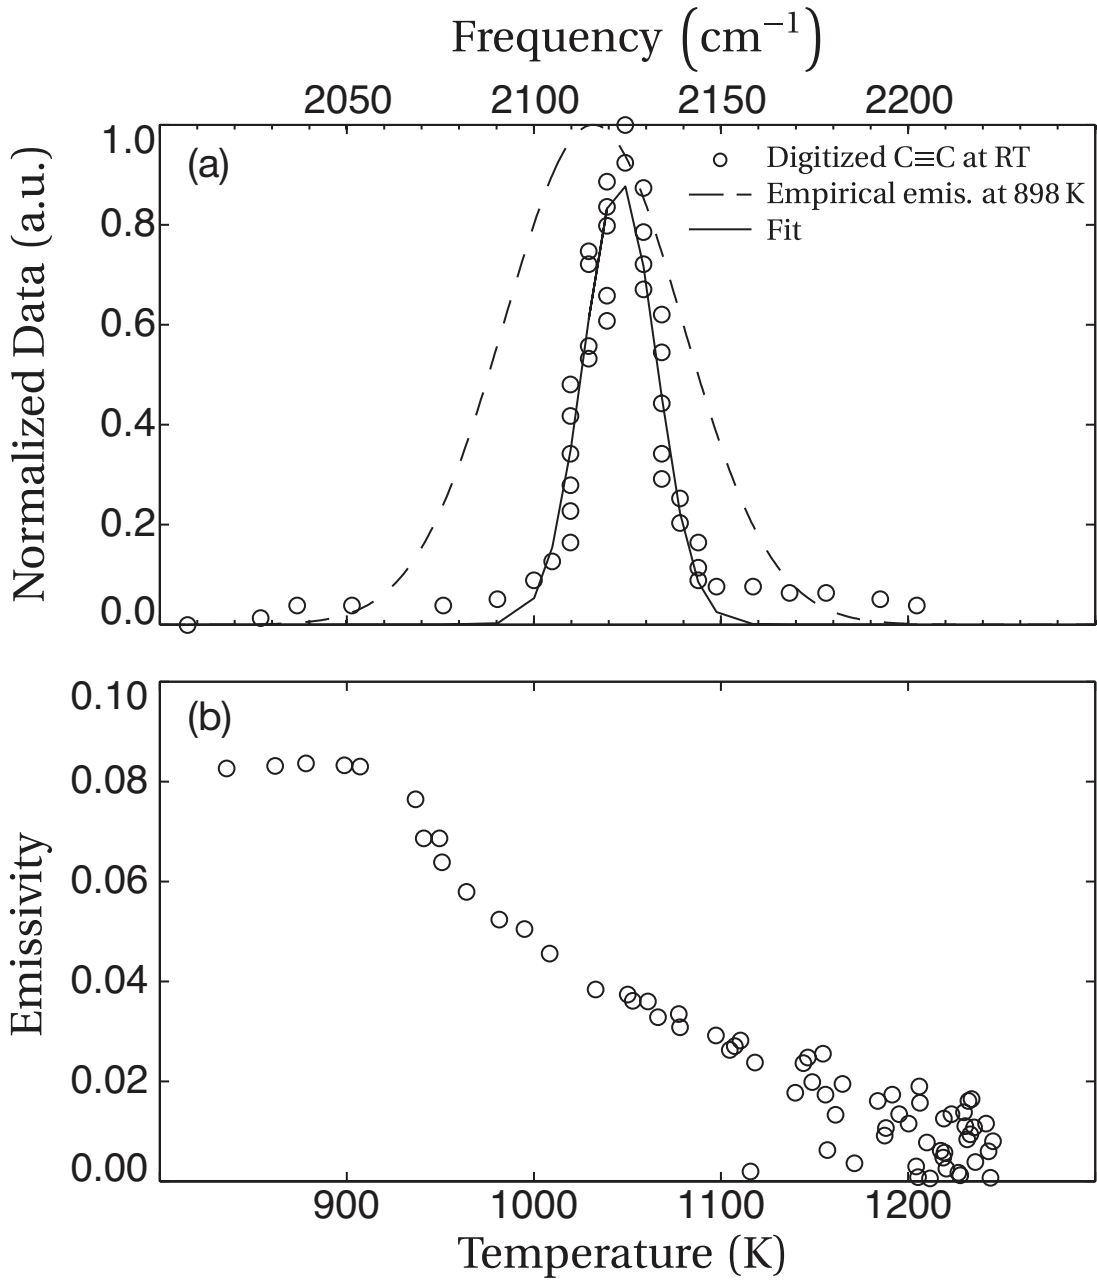 Frequency (cm⁻¹)
2050 2100 2150 2200
Normalized Data (a.u.)
1.0
0.8
0.6
0.4
0.2
0.0
(a)
Digitized C≡C at RT
Empirical emis. at 898 K
Fit
Emissivity
0.10
0.08
0.06
0.04
0.02
0.00
(b)
900 1000 1100 1200
Temperature (K)